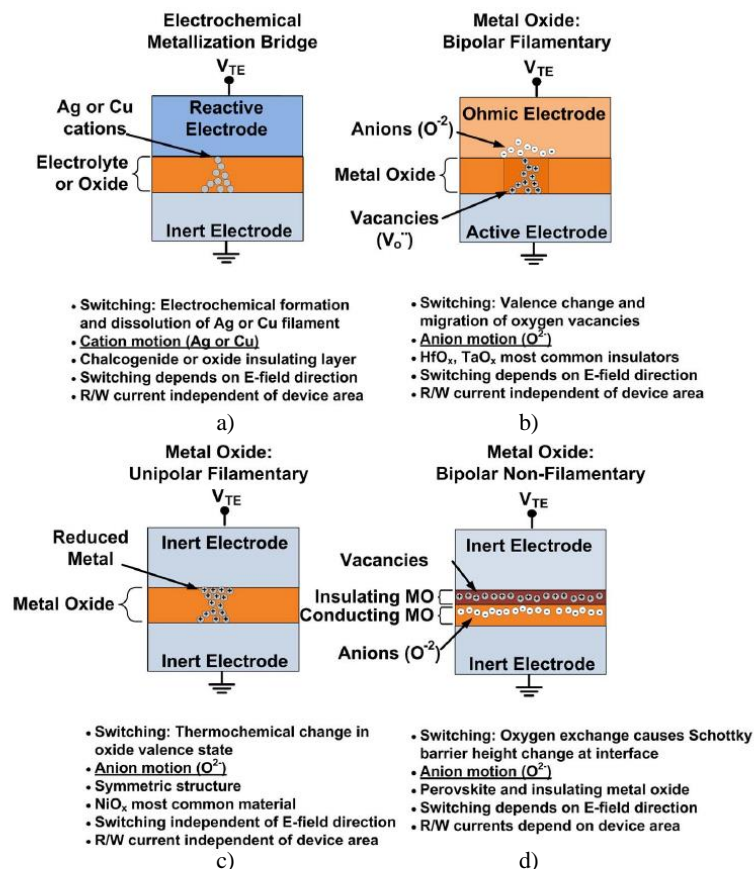 Electrochemical
Metallization Bridge
V_TE
Ag or Cu
cations
Reactive
Electrode
Electrolyte
or Oxide
Inert Electrode
• Switching: Electrochemical formation
and dissolution of Ag or Cu filament
• Cation motion (Ag or Cu)
• Chalcogenide or oxide insulating layer
• Switching depends on E-field direction
• R/W current independent of device area
a)
Metal Oxide:
Bipolar Filamentary
V_TE
Ohmic Electrode
Anions (O⁻²)
Metal Oxide
Vacancies
(V₀¨)
Active Electrode
• Switching: Valence change and
migration of oxygen vacancies
• Anion motion (O²⁻)
• HfOₓ, TaOₓ most common insulators
• Switching depends on E-field direction
• R/W current independent of device area
b)
Metal Oxide:
Unipolar Filamentary
V_TE
Reduced
Metal
Inert Electrode
Metal Oxide
Inert Electrode
• Switching: Thermochemical change in
oxide valence state
• Anion motion (O²⁻)
• Symmetric structure
• NiOₓ most common material
• Switching independent of E-field direction
• R/W current independent of device area
c)
Metal Oxide:
Bipolar Non-Filamentary
V_TE
Inert Electrode
Vacancies
Insulating MO
Conducting MO
Anions (O⁻²)
Inert Electrode
• Switching: Oxygen exchange causes Schottky
barrier height change at interface
• Anion motion (O²⁻)
• Perovskite and insulating metal oxide
• Switching depends on E-field direction
• R/W currents depend on device area
d)